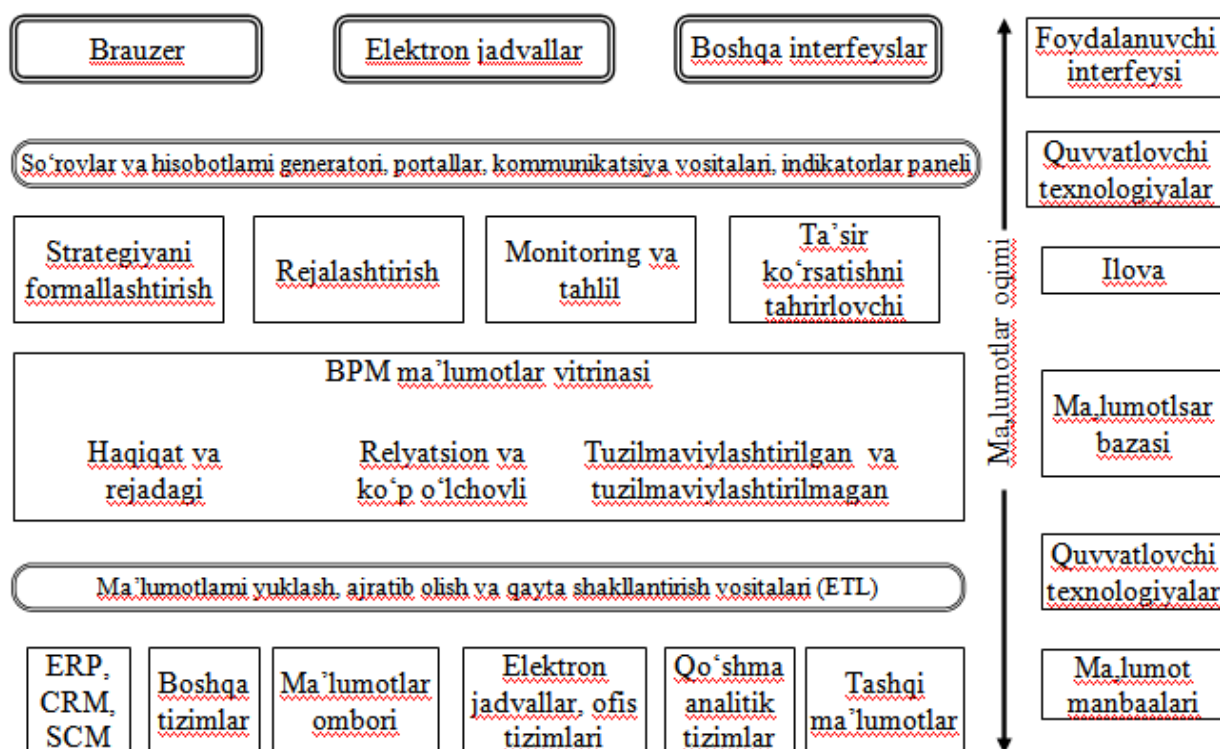 Brauzer
Elektron jadvallar
Boshqa interfeyslar
Foydalanuvchi
interfeysi
So‘rovlar va hisobotlarni generatori, portallar, kommunikatsiya vositalari, indikatorlar paneli
Quvvatlovchi
texnologiyalar
Strategiyani
formallashtirish
Rejalashtirish
Monitoring va
tahlil
Ta’sir
ko‘rsatishni
tahrirlovchi
Ma,lumotlar oqimi
Ilova
BPM ma’lumotlar vitrinasi
Haqiqat va
rejadagi
Relyatsion va
ko‘p o‘lchovli
Tuzilmaviylashtirilgan va
tuzilmaviylashtirilmagan
Ma,lumotlsar
bazasi
Ma’lumotlarni yuklash, ajratib olish va qayta shakllantirish vositalari (ETL)
Quvvatlovchi
texnologiyalar
ERP,
CRM,
SCM
Boshqa
tizimlar
Ma’lumotlar
ombori
Elektron
jadvallar, ofis
tizimlari
Qo‘shma
analitik
tizimlar
Tashqi
ma’lumotlar
Ma,lumot
manbaalari